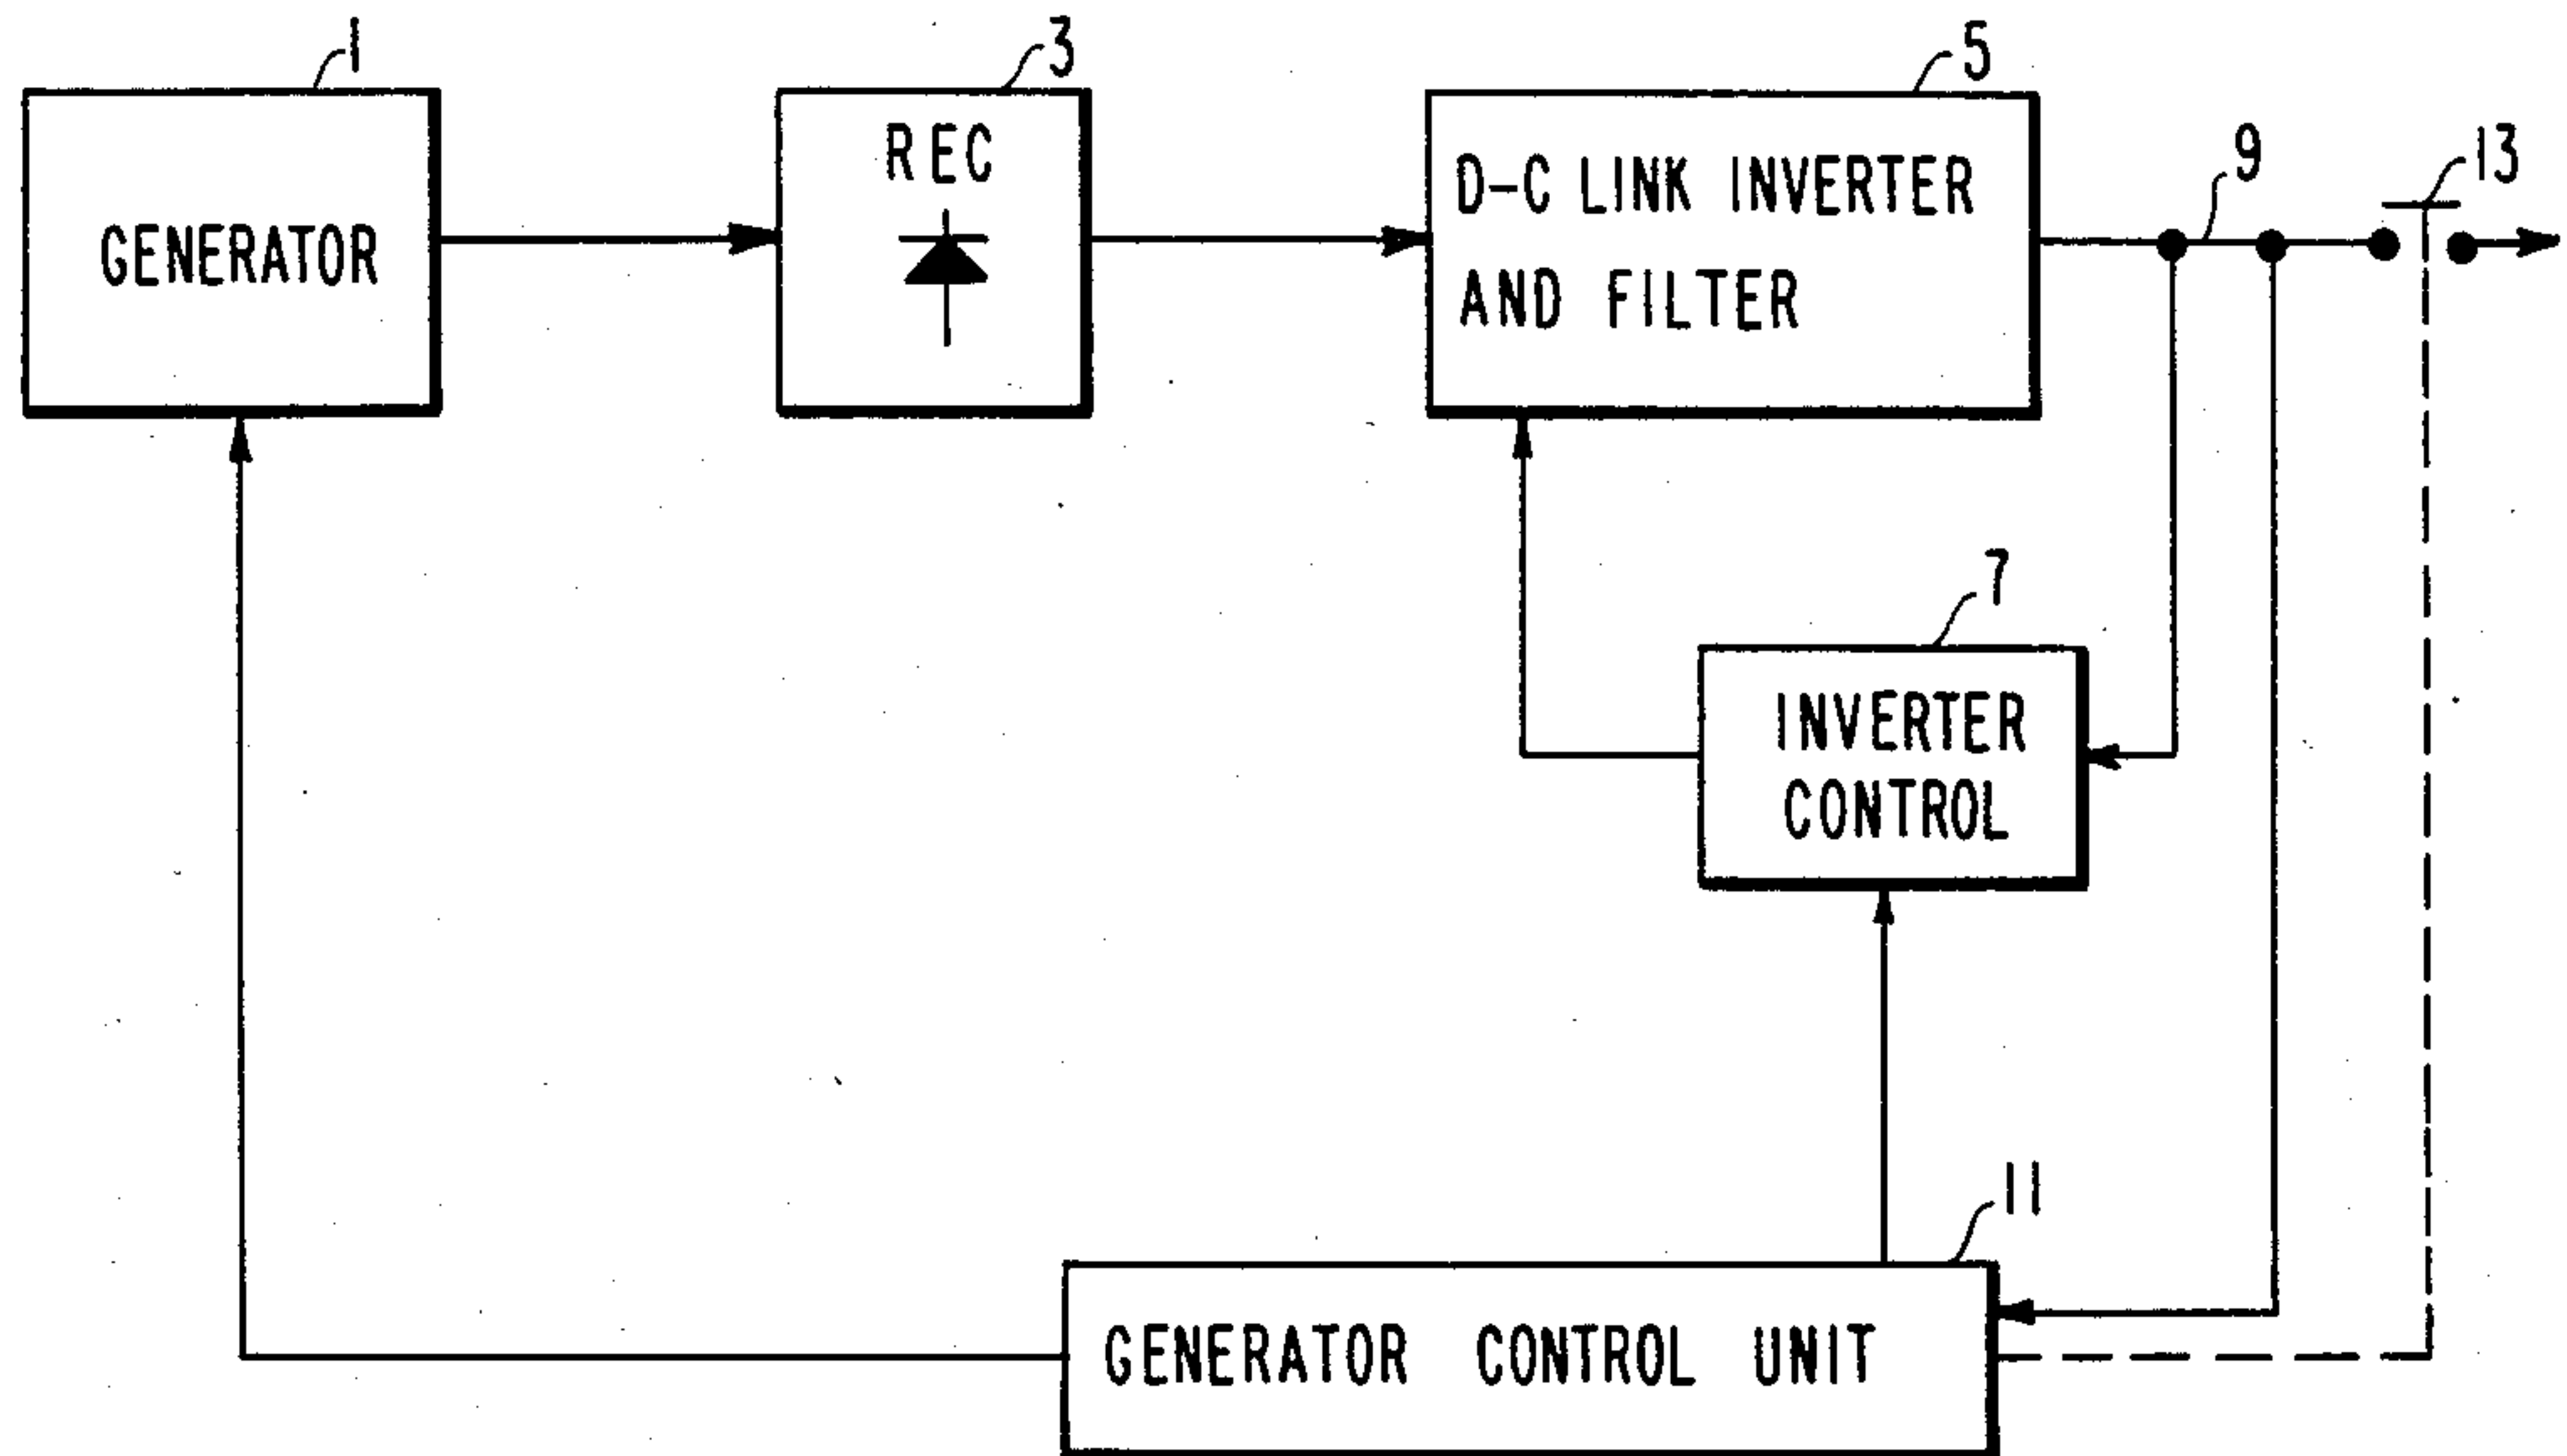 1
3
5
GENERATOR
REC
D-C LINK INVERTER
AND FILTER
9
13
7
INVERTER
CONTROL
11
GENERATOR CONTROL UNIT